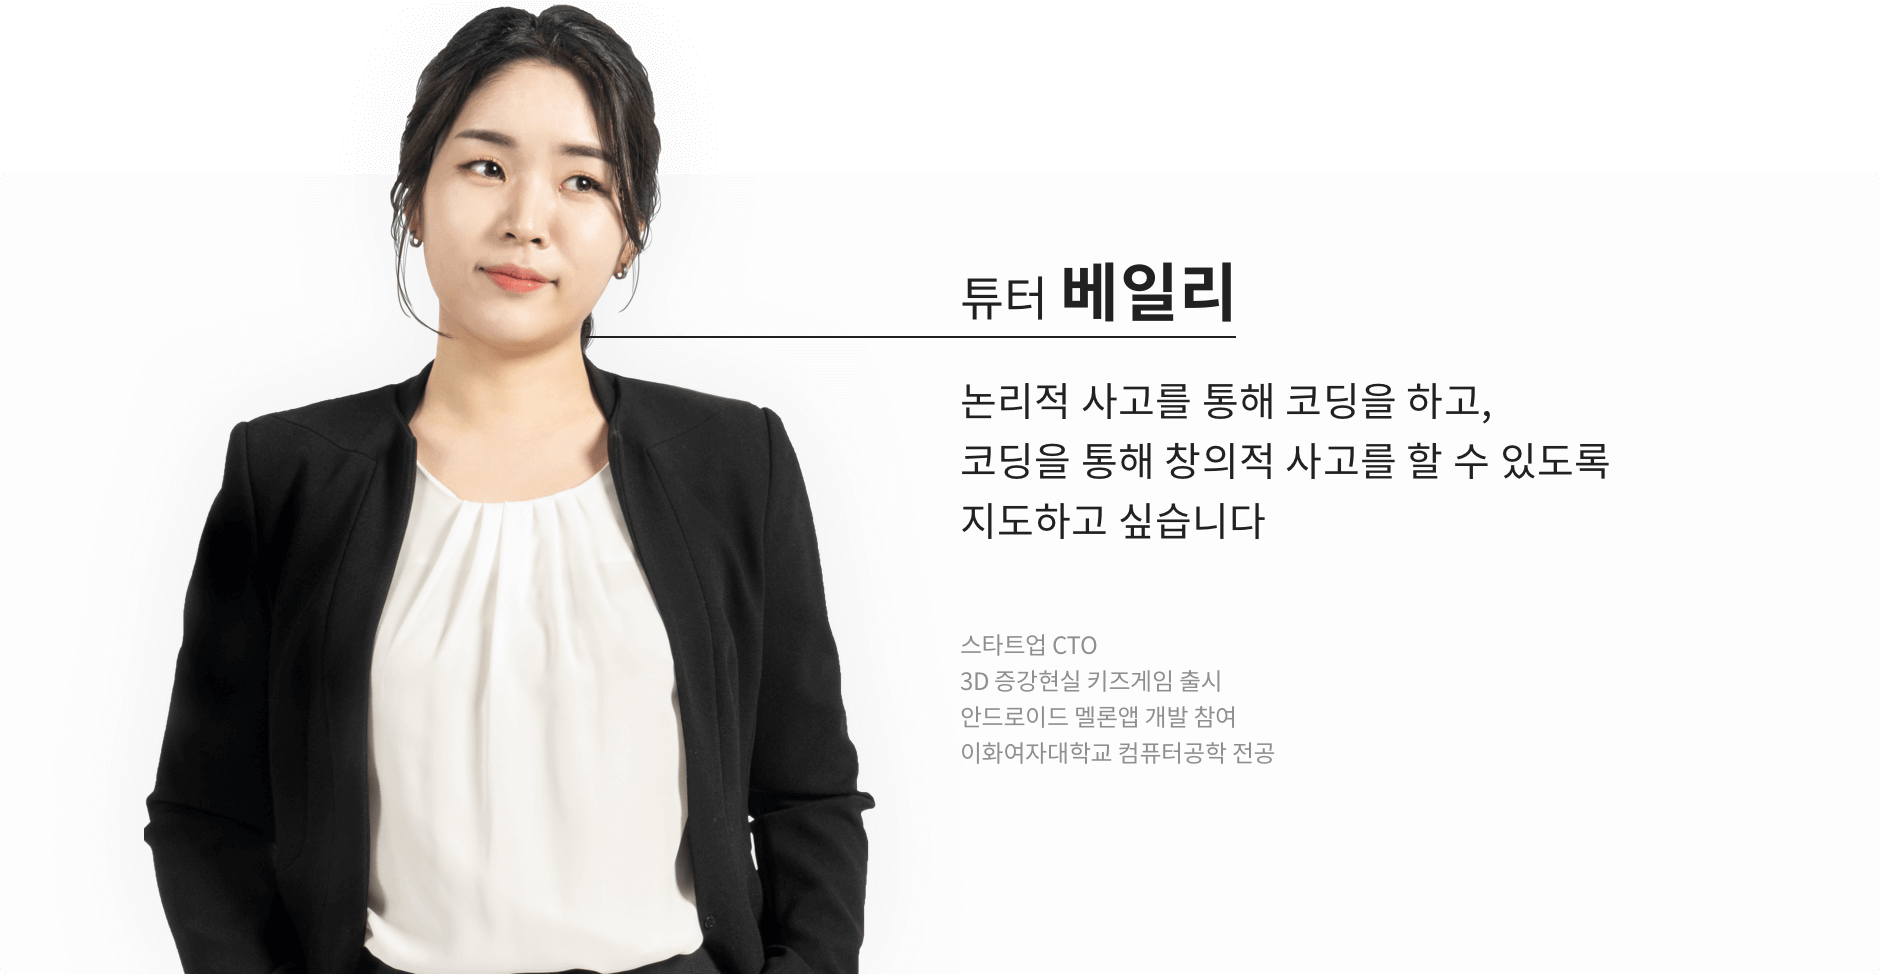 튜터 베일리
논리적 사고를 통해 코딩을 하고,
코딩을 통해 창의적 사고를 할 수 있도록
지도하고 싶습니다
스타트업 CTO
3D 증강현실 키즈게임 출시
안드로이드 멜론앱 개발 참여
이화여자대학교 컴퓨터공학 전공